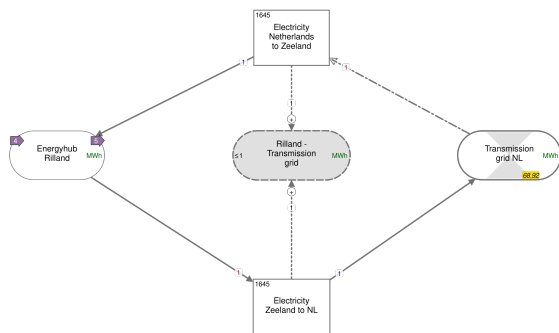 1645
Electricity
Netherlands
to Zeeland
1
1
4
5
Energyhub
Rilland
MWh
1
+
≤1
Rilland -
Transmission
grid
MWh
Transmission
grid NL
MWh
68.92
+
1
1
1
1645
Electricity
Zeeland to NL